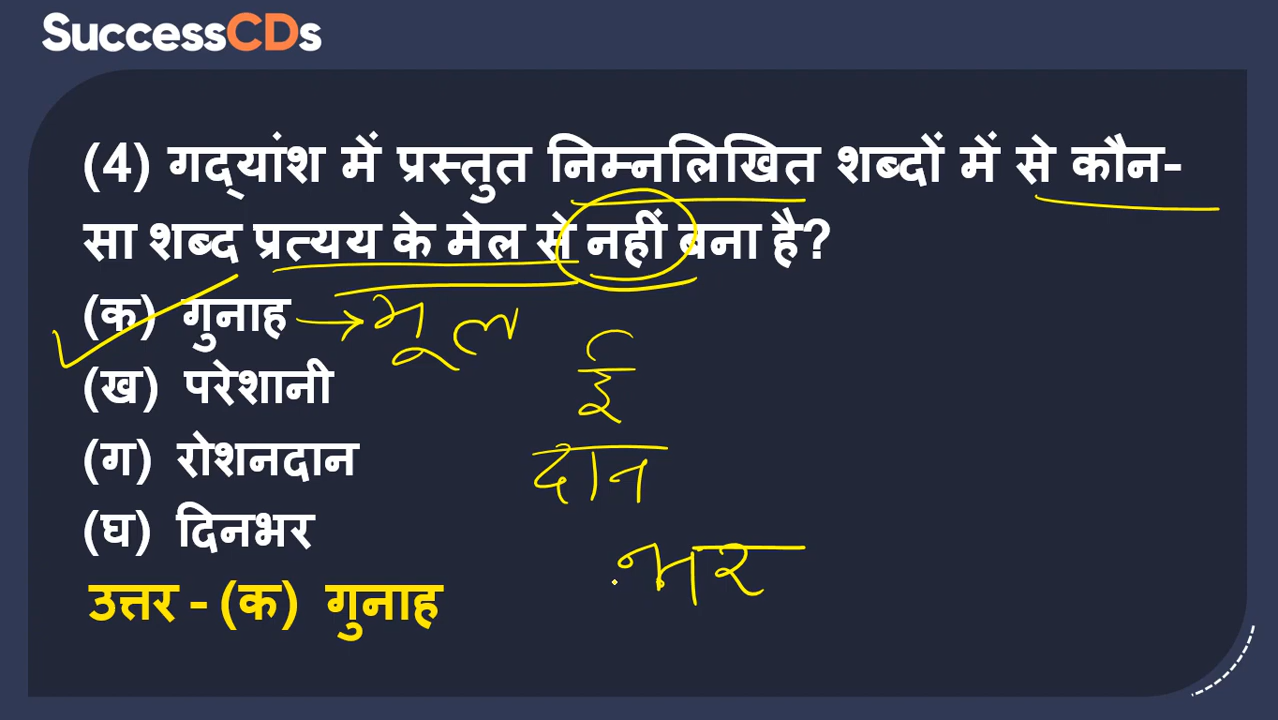 SuccessCDs
(4) गद्‌यांश में प्रस्तुत निम्नलिखित शब्दों में से कौन-
सा शब्द प्रत्यय के मेल से नहीं बना है?
(क) गुनाह → मूल
(ख) परेशानी ई
(ग) रोशनदान दान
(घ) दिनभर भर
उत्तर - (क) गुनाह